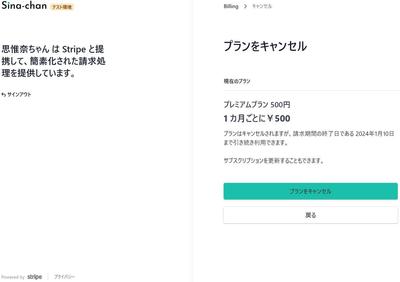 Sina-chan テスト環境
思惟奈ちゃん は Stripe と提
携して、簡素化された請求処
理を提供しています。
サインアウト
Powered by stripe
プライバシー
Billing > キャンセル
プランをキャンセル
現在のプラン
プレミアムプラン 500円
1 カ月ごとに￥500
プランはキャンセルされますが、請求期間の終了日である 2024年1月10日
まで引き続き利用できます。
サブスクリプションを更新することもできます。
プランをキャンセル
戻る